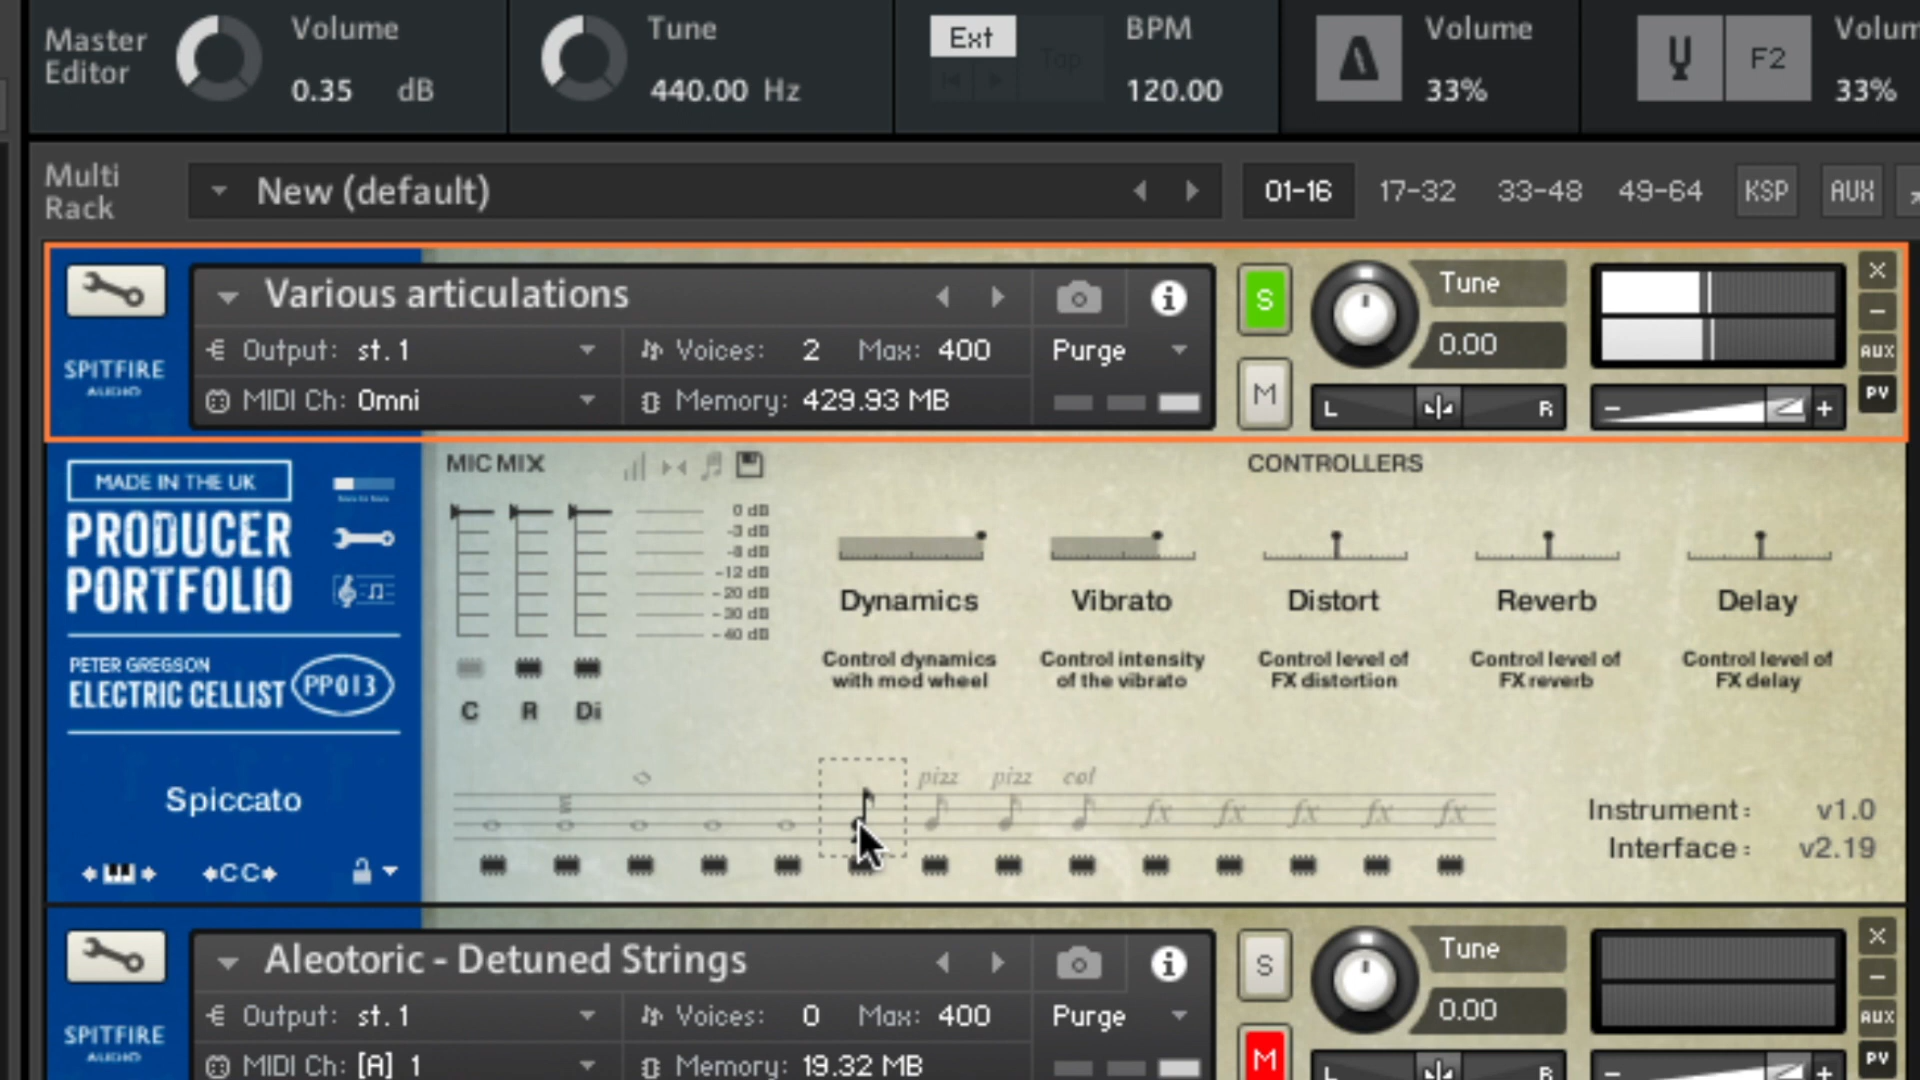 Master Editor
Volume
0.35 dB
Tune
440.00 Hz
Ext
Tap
BPM
120.00
Volume
33%
F2
Volum
33%
Multi Rack
New (default)
01-16 17-32 33-48 49-64 KSP AUX
Various articulations
Output: st.1
Voices: 2 Max: 400
Purge
MIDI Ch: Omni
Memory: 429.93 MB
S
M
Tune
0.00
L R
- +
X
-
AUX
PV
SPITFIRE
AUDIO
MADE IN THE UK
PRODUCER
PORTFOLIO
PETER GREGSON
ELECTRIC CELLIST
PP013
Spiccato
CC
MIC MIX
0 dB
-3 dB
-8 dB
-12 dB
-20 dB
-30 dB
-40 dB
C R Di
CONTROLLERS
Dynamics
Control dynamics
with mod wheel
Vibrato
Control intensity
of the vibrato
Distort
Control level of
FX distortion
Reverb
Control level of
FX reverb
Delay
Control level of
FX delay
pizz pizz col
fx fx fx fx fx
Instrument: v1.0
Interface: v2.19
Aleotoric - Detuned Strings
Output: st.1
Voices: 0 Max: 400
Purge
MIDI Ch: [A] 1
Memory: 19.32 MB
S
M
Tune
0.00
L R
- +
X
-
AUX
PV
SPITFIRE
AUDIO